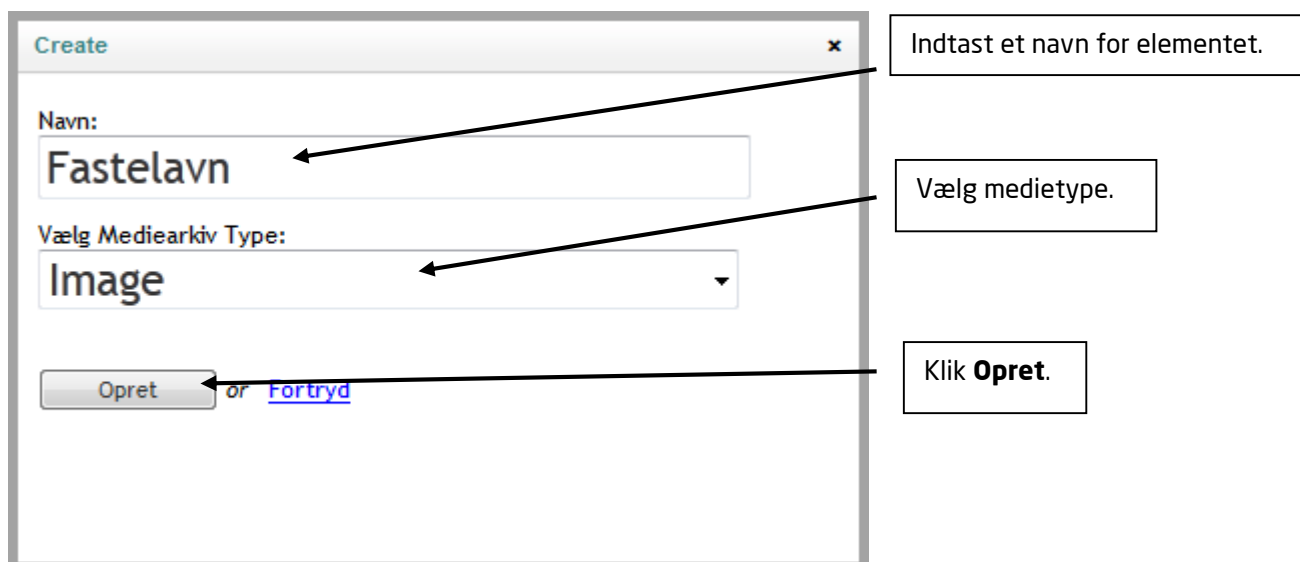 Create
Indtast et navn for elementet.
Navn:
Fastelavn
Vælg medietype.
Vælg Mediearkiv Type:
Image
Klik Opret.
Opret or Fortryd